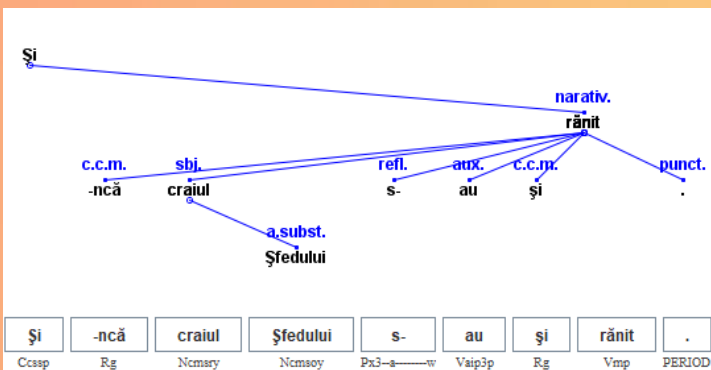 Şi
narativ.
rănit
c.c.m. sbj. refl. aux. c.c.m. punct.
-ncă craiul s- au şi .
a.subst.
Şfedului
Şi -ncă craiul Şfedului s- au şi rănit .
Ccssp Rg Ncmsry Ncmsoy Px3--a--------w Vaip3p Rg Vmp PERIOD